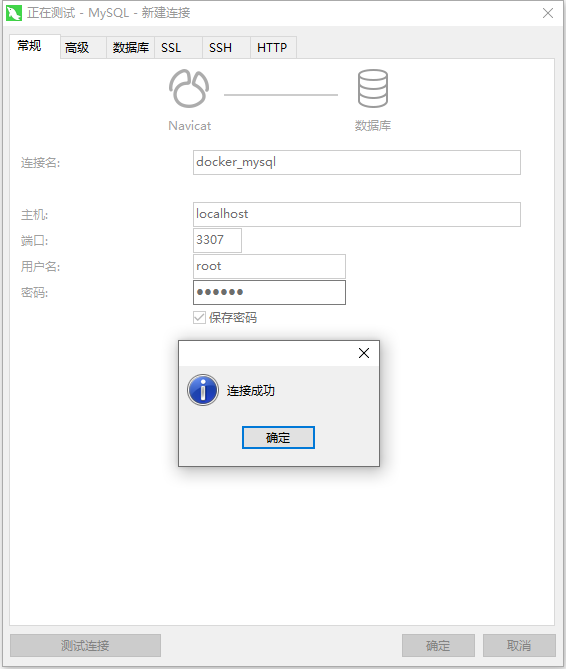 正在测试 - MySQL - 新建连接
常规 高级 数据库 SSL SSH HTTP
Navicat 数据库
连接名: docker_mysql
主机: localhost
端口: 3307
用户名: root
密码: ●●●●●●
保存密码
连接成功
确定
测试连接 确定 取消